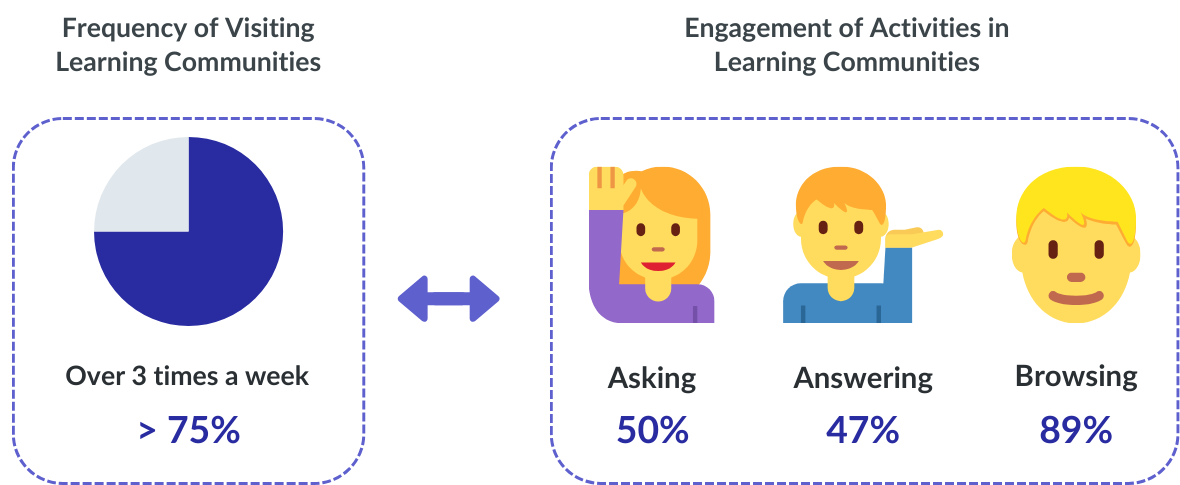 Frequency of Visiting
Learning Communities
Over 3 times a week
> 75%
Engagement of Activities in
Learning Communities
Asking
50%
Answering
47%
Browsing
89%